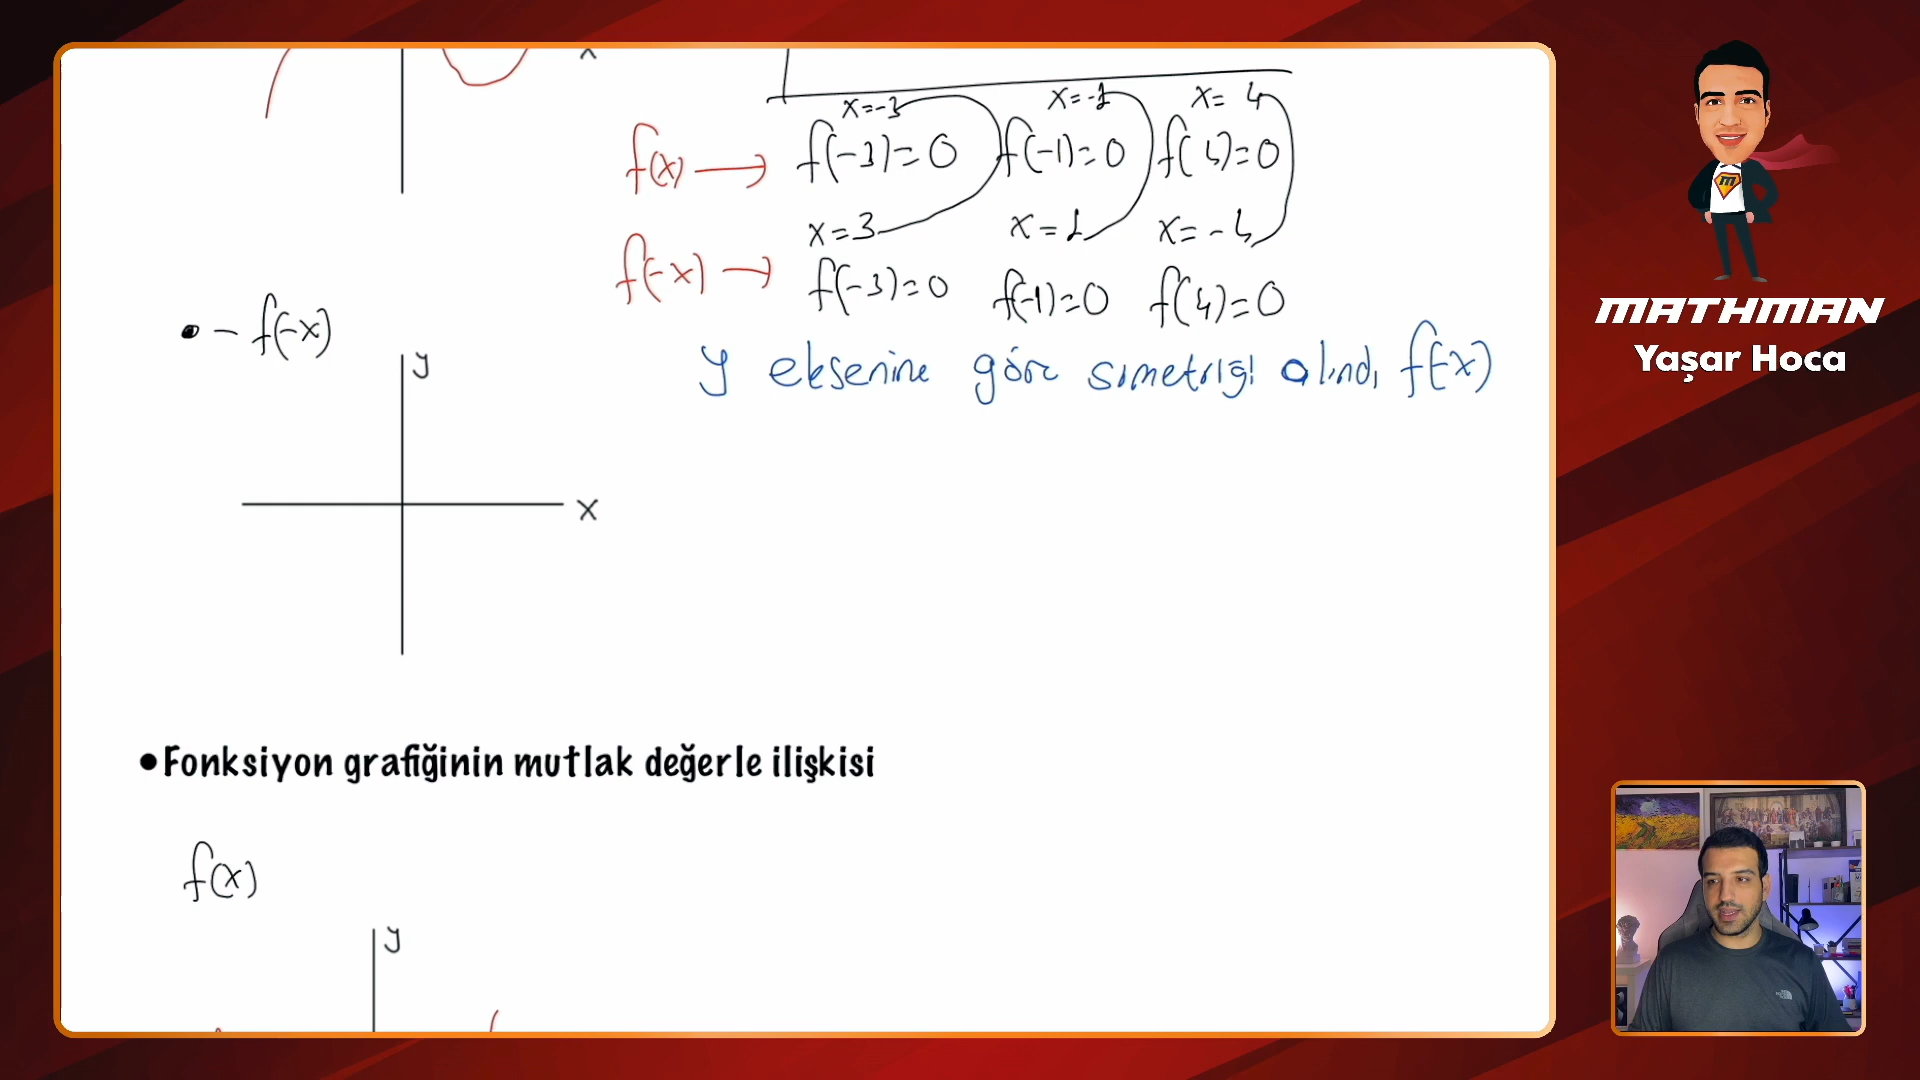 x
x=-3 x=-1 x= 4
f(x) → f(-3)=0 f(-1)=0 f(4)=0
x=3 x=1 x=-4
f(-x) → f(-3)=0 f(-1)=0 f(4)=0
• - f(-x)
y
y eksenine göre simetriği alındı f(-x)
x
•Fonksiyon grafiğinin mutlak değerle ilişkisi
f(x)
y
M
MATHMAN
Yaşar Hoca